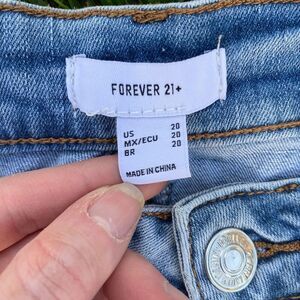 FOREVER 21+
US 20
MX/ECU 20
BR 20
MADE IN CHINA